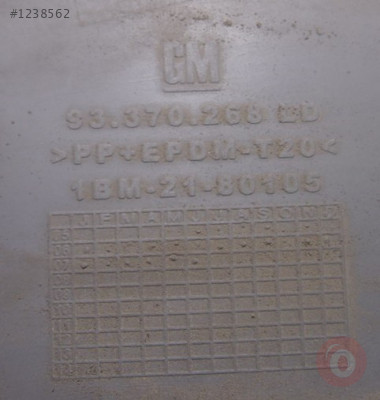 #1238562
GM
93.370.268 LD
>PP+EPDM-T20<
1BM-21-80105
J F M A M J J A S O N